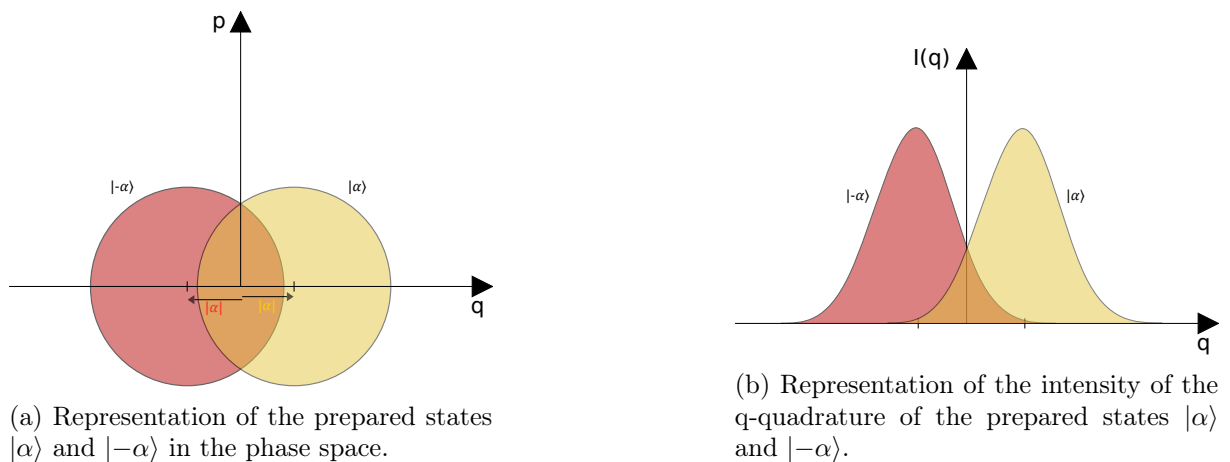 p
|-α⟩
|α⟩
|α|
|α|
q
(a) Representation of the prepared states
|α⟩ and |−α⟩ in the phase space.
I(q)
|-α⟩
|α⟩
q
(b) Representation of the intensity of the
q-quadrature of the prepared states |α⟩
and |−α⟩.